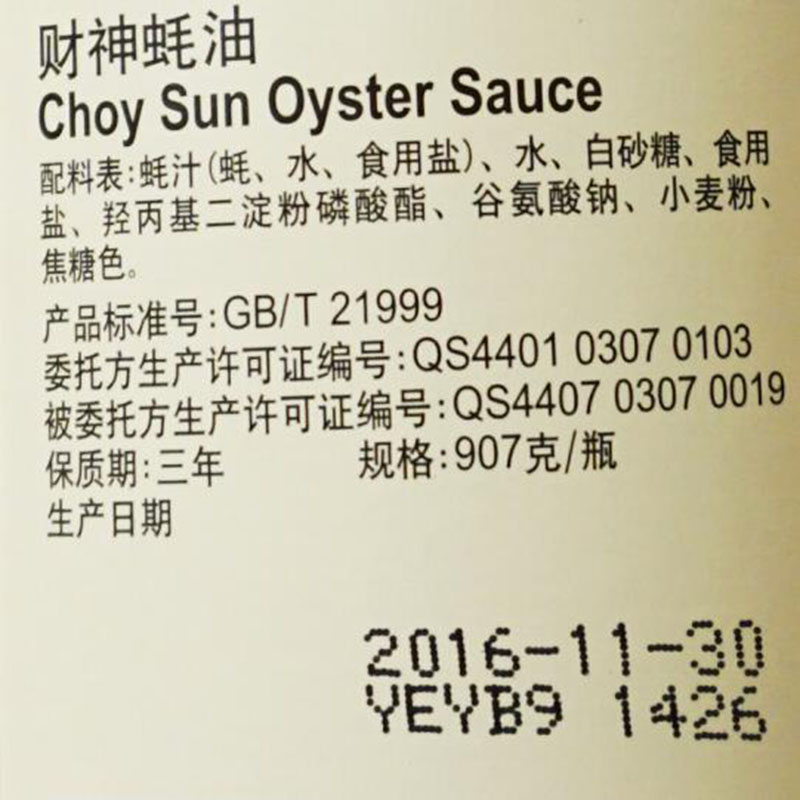 财神蚝油
Choy Sun Oyster Sauce
配料表:蚝汁(蚝、水、食用盐)、水、白砂糖、食用
盐、羟丙基二淀粉磷酸酯、谷氨酸钠、小麦粉、
焦糖色。
产品标准号:GB/T 21999
委托方生产许可证编号:QS4401 0307 0103
被委托方生产许可证编号:QS4407 0307 0019
保质期:三年 规格:907克/瓶
生产日期
2016-11-30
YEYB9 1426